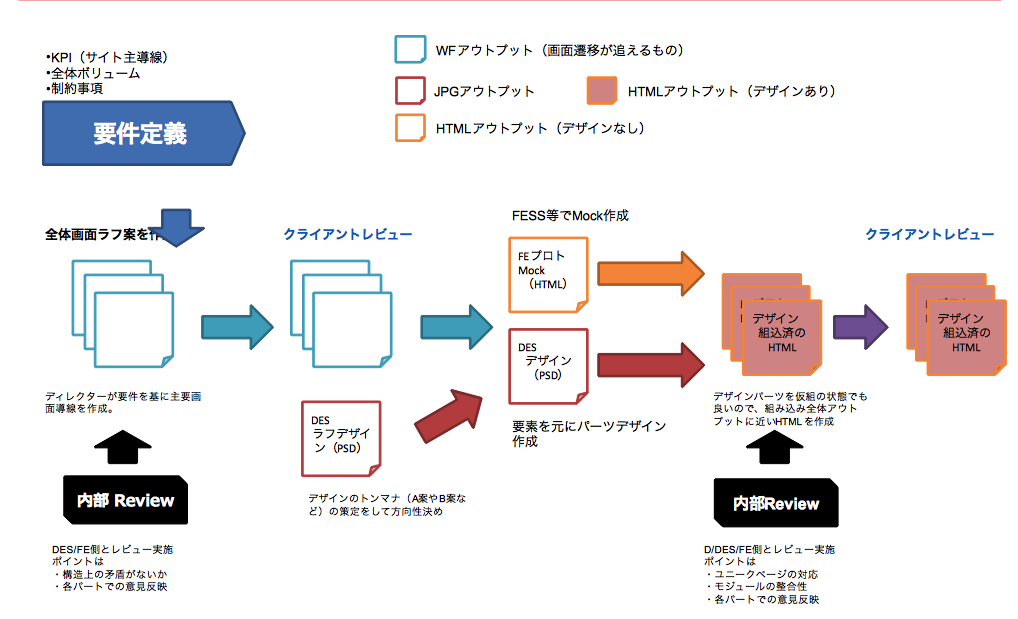 •KPI（サイト主導線）
•全体ボリューム
•制約事項
要件定義
WFアウトプット（画面遷移が追えるもの）
JPGアウトプット
HTMLアウトプット（デザインあり）
HTMLアウトプット（デザインなし）
全体画面ラフ案を作
クライアントレビュー
FESS等でMock作成
クライアントレビュー
FEプロト
Mock
（HTML）
DES
デザイン
（PSD）
デザイン
組込済の
HTML
デザイン
組込済の
HTML
ディレクターが要件を基に主要画
面導線を作成。
DES
ラフデザイ
ン（PSD）
要素を元にパーツデザイン
作成
デザインパーツを仮組の状態でも
良いので、組み込み全体アウト
プットに近いHTMLを作成
内部 Review
デザインのトンマナ（A案やB案な
ど）の策定をして方向性決め
内部Review
DES/FE側とレビュー実施
ポイントは
・構造上の矛盾がないか
・各パートでの意見反映
D/DES/FE側とレビュー実施
ポイントは
・ユニークページの対応
・モジュールの整合性
・各パートでの意見反映